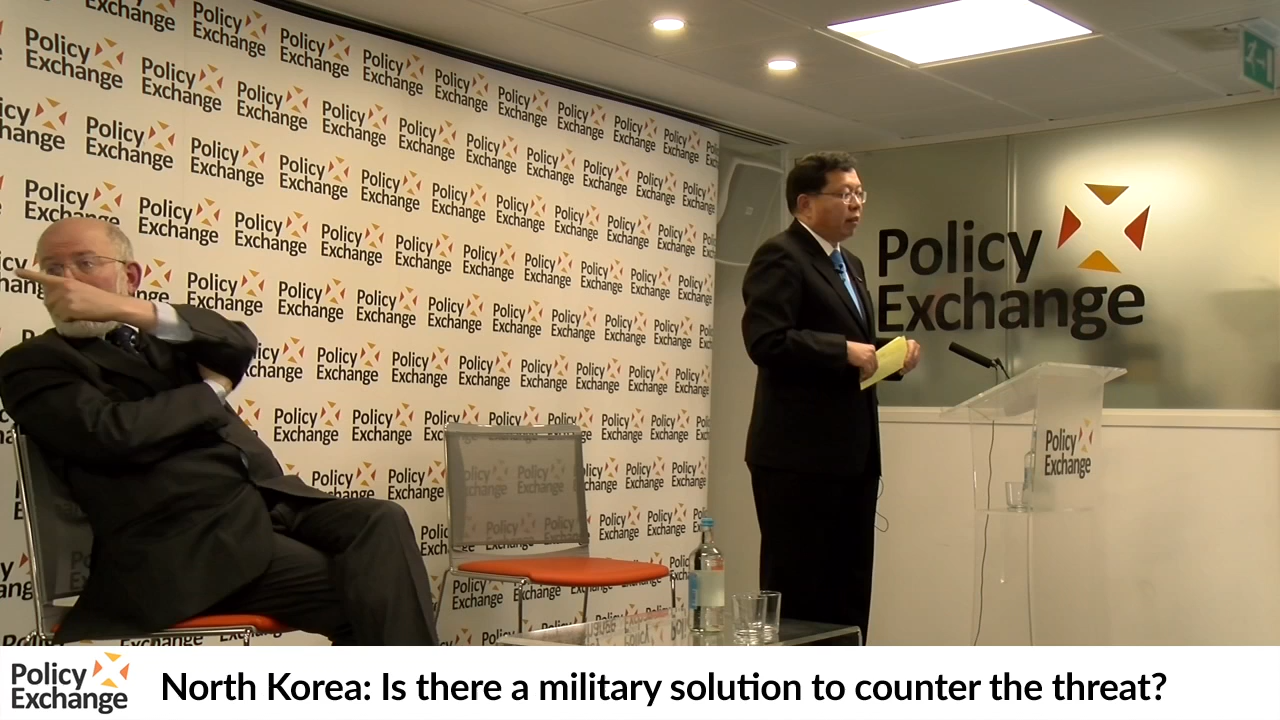 Policy
Exchange
Policy
Exchange
Policy
Exchange
North Korea: Is there a military solution to counter the threat?